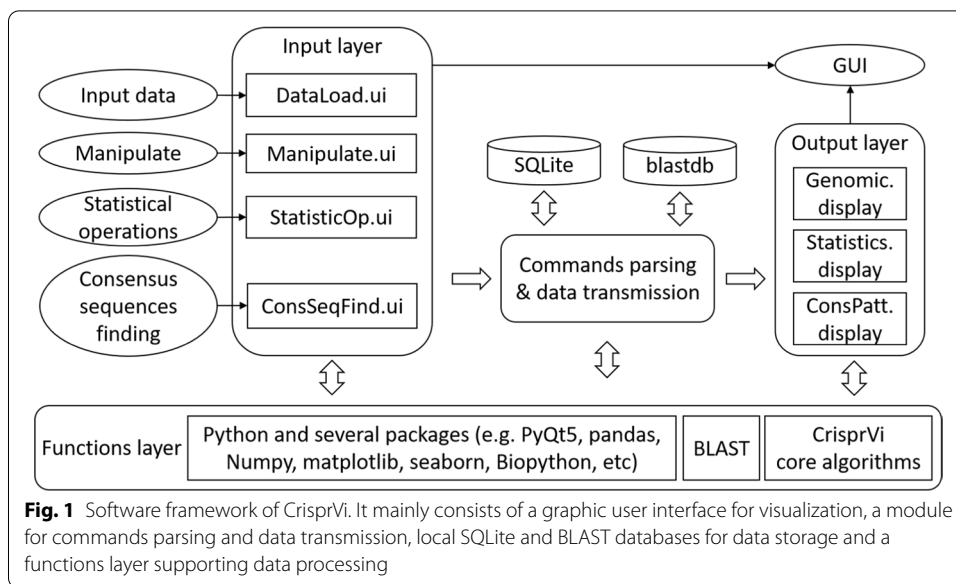 Input layer
GUI
Input data
DataLoad.ui
Manipulate
Manipulate.ui
Statistical
operations
StatisticOp.ui
Consensus
sequences
finding
ConsSeqFind.ui
SQLite
blastdb
Commands parsing
& data transmission
Output layer
Genomic.
display
Statistics.
display
ConsPatt.
display
Functions layer
Python and several packages (e.g. PyQt5, pandas,
Numpy, matplotlib, seaborn, Biopython, etc)
BLAST
CrisprVi
core algorithms
Fig. 1 Software framework of CrisprVi. It mainly consists of a graphic user interface for visualization, a module
for commands parsing and data transmission, local SQLite and BLAST databases for data storage and a
functions layer supporting data processing